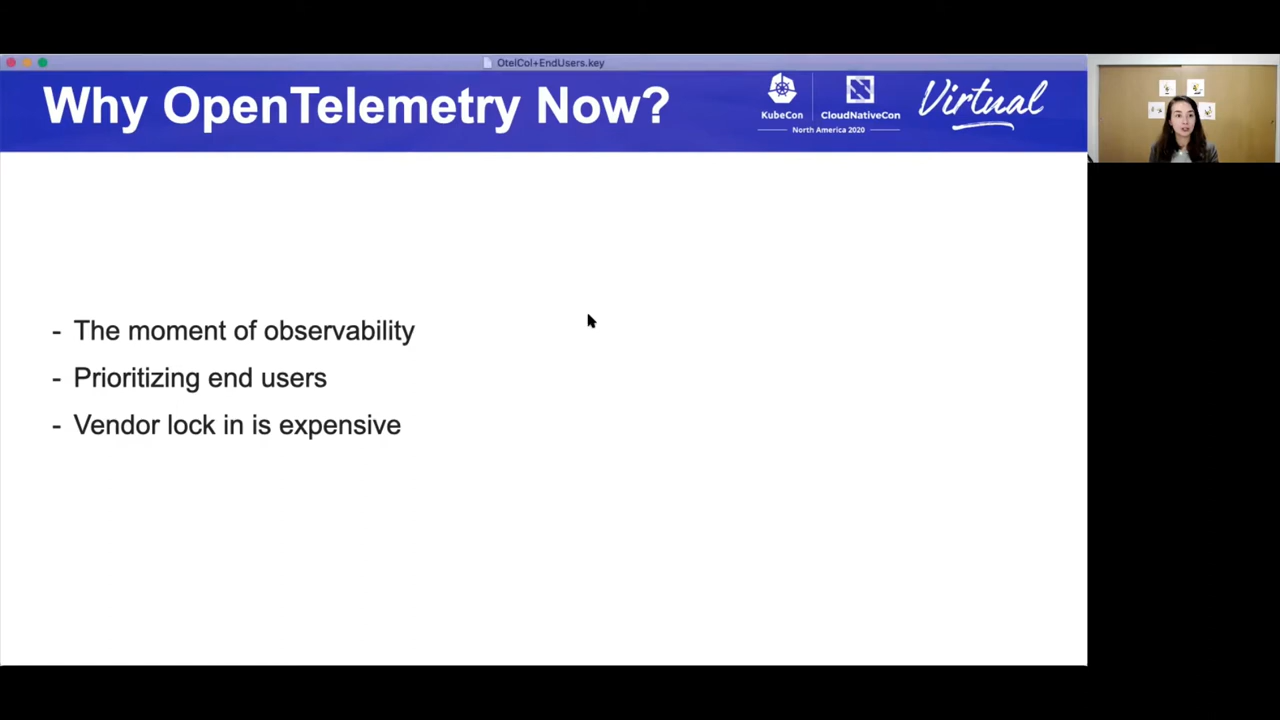 OtelCol+EndUsers.key
Why OpenTelemetry Now?
KubeCon
CloudNativeCon
North America 2020
Virtual
- The moment of observability
- Prioritizing end users
- Vendor lock in is expensive